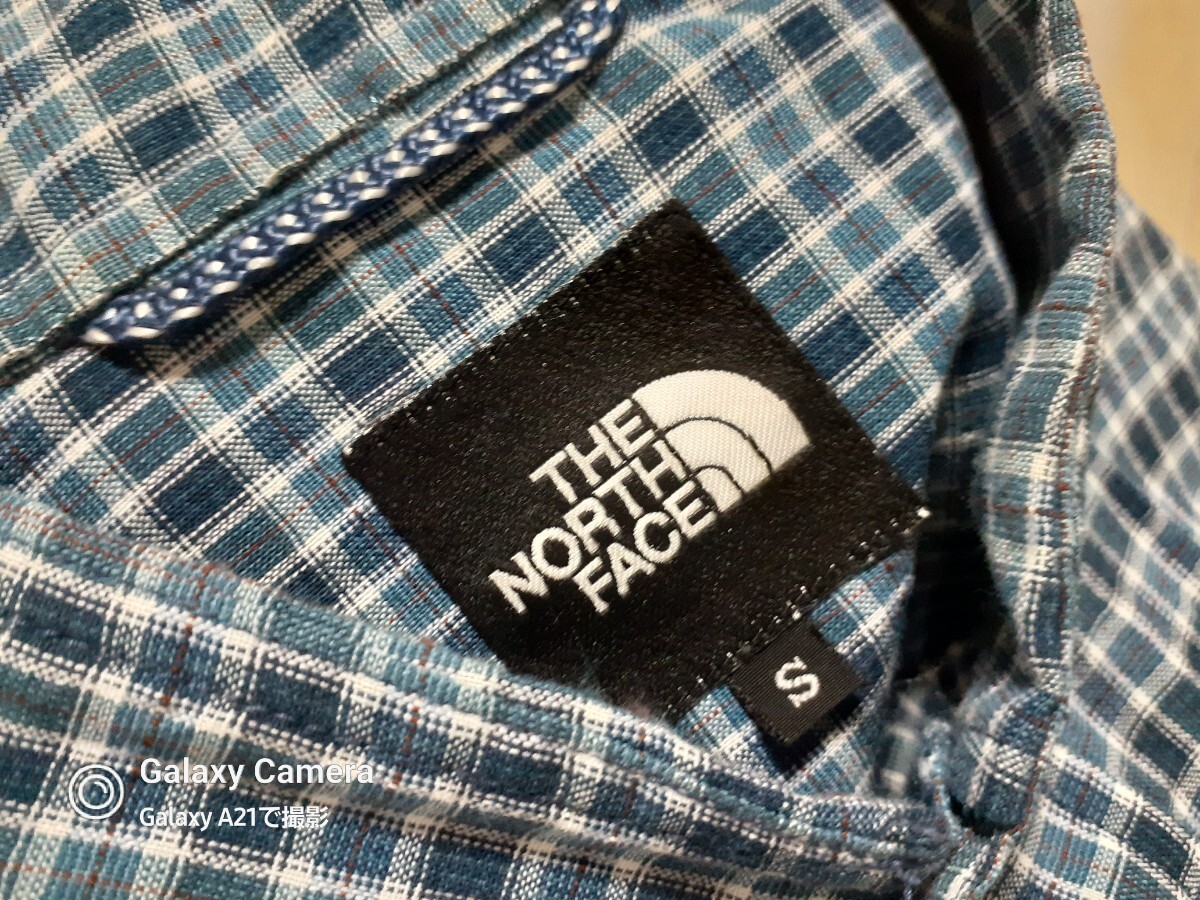 THE
NORTH
FACE
S
Galaxy Camera
Galaxy A21で撮影